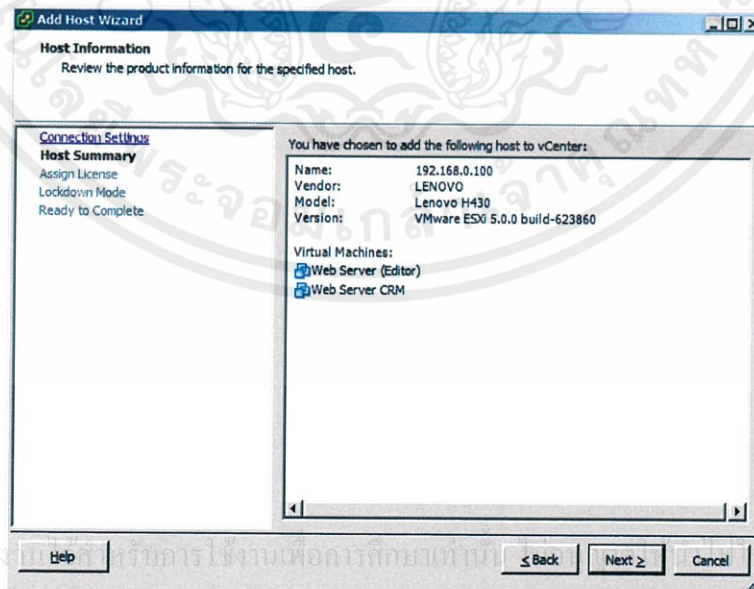 Add Host Wizard
Host Information
Review the product information for the specified host.
Connection Settings
Host Summary
Assign License
Lockdown Mode
Ready to Complete
You have chosen to add the following host to vCenter:
Name: 192.168.0.100
Vendor: LENOVO
Model: Lenovo H430
Version: VMware ESXi 5.0.0 build-623860
Virtual Machines:
Web Server (Editor)
Web Server CRM
Help
≤ Back
Next ≥
Cancel